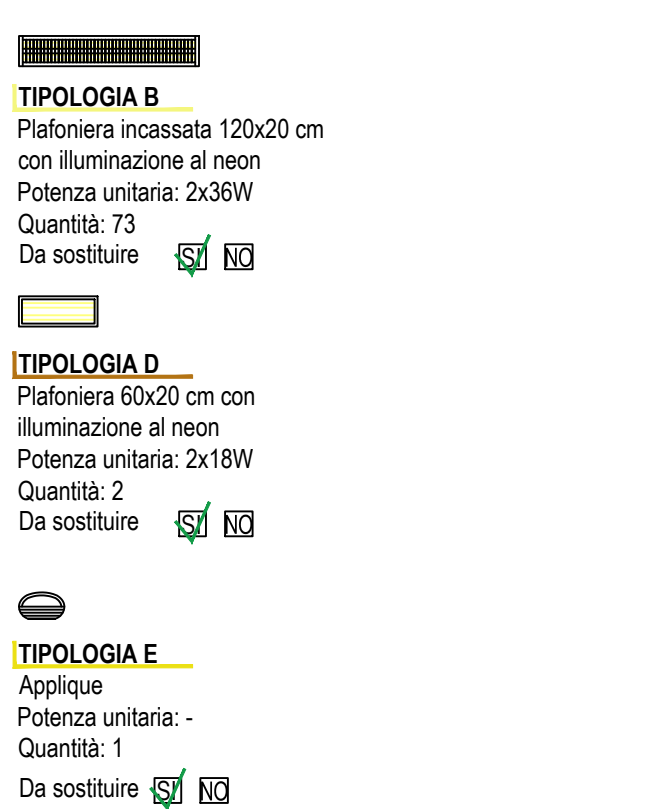 TIPOLOGIA B
Plafoniera incassata 120x20 cm
con illuminazione al neon
Potenza unitaria: 2x36W
Quantità: 73
Da sostituire SI NO
TIPOLOGIA D
Plafoniera 60x20 cm con
illuminazione al neon
Potenza unitaria: 2x18W
Quantità: 2
Da sostituire SI NO
TIPOLOGIA E
Applique
Potenza unitaria: -
Quantità: 1
Da sostituire SI NO